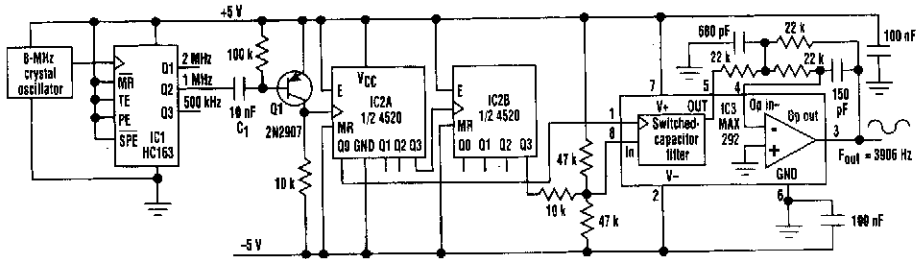 +5 V
8-MHz
crystal
oscillator
MR
TE
PE
SPE
Q1
Q2
Q3
IC1
HC163
2 MHz
1 MHz
500 kHz
10 nF
C1
100 k
Q1
2N2907
10 k
E
VCC
IC2A
1/2 4520
MR
Q0 GND Q1 Q2 Q3
E
IC2B
1/2 4520
MR
Q0 Q1 Q2 Q3
10 k
47 k
47 k
1
8
In
7
V+
OUT
5
Switched-
capacitor
filter
V−
2
IC3
MAX
292
4
Op in−
−
+
Op out
3
GND
6
680 pF
22 k
22 k
22 k
150
pF
100 nF
100 nF
Fout = 3906 Hz
−5 V